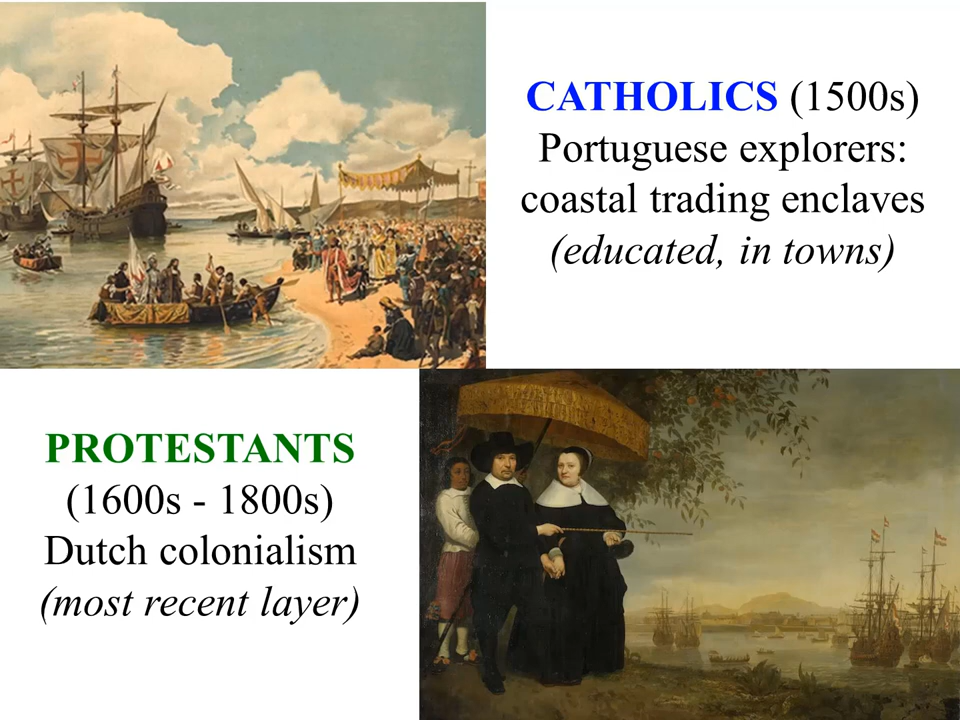 CATHOLICS (1500s)
Portuguese explorers:
coastal trading enclaves
(educated, in towns)
PROTESTANTS
(1600s - 1800s)
Dutch colonialism
(most recent layer)